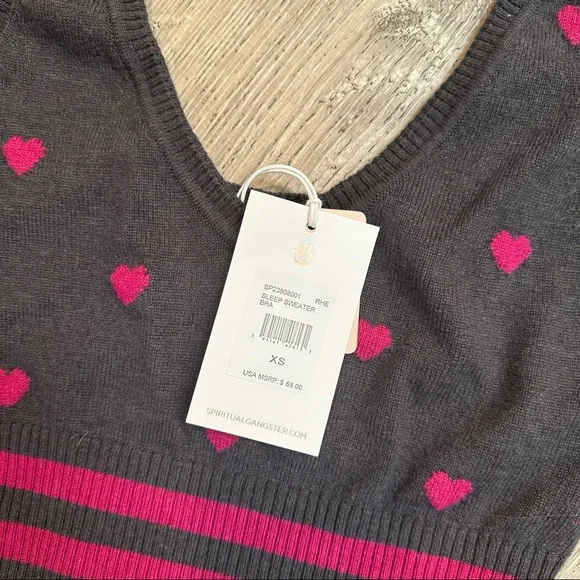 SP23908001 RHE
SLEEP SWEATER
BRA
XS
USA MSRP: $ 68.00
SPIRITUALGANGSTER.COM